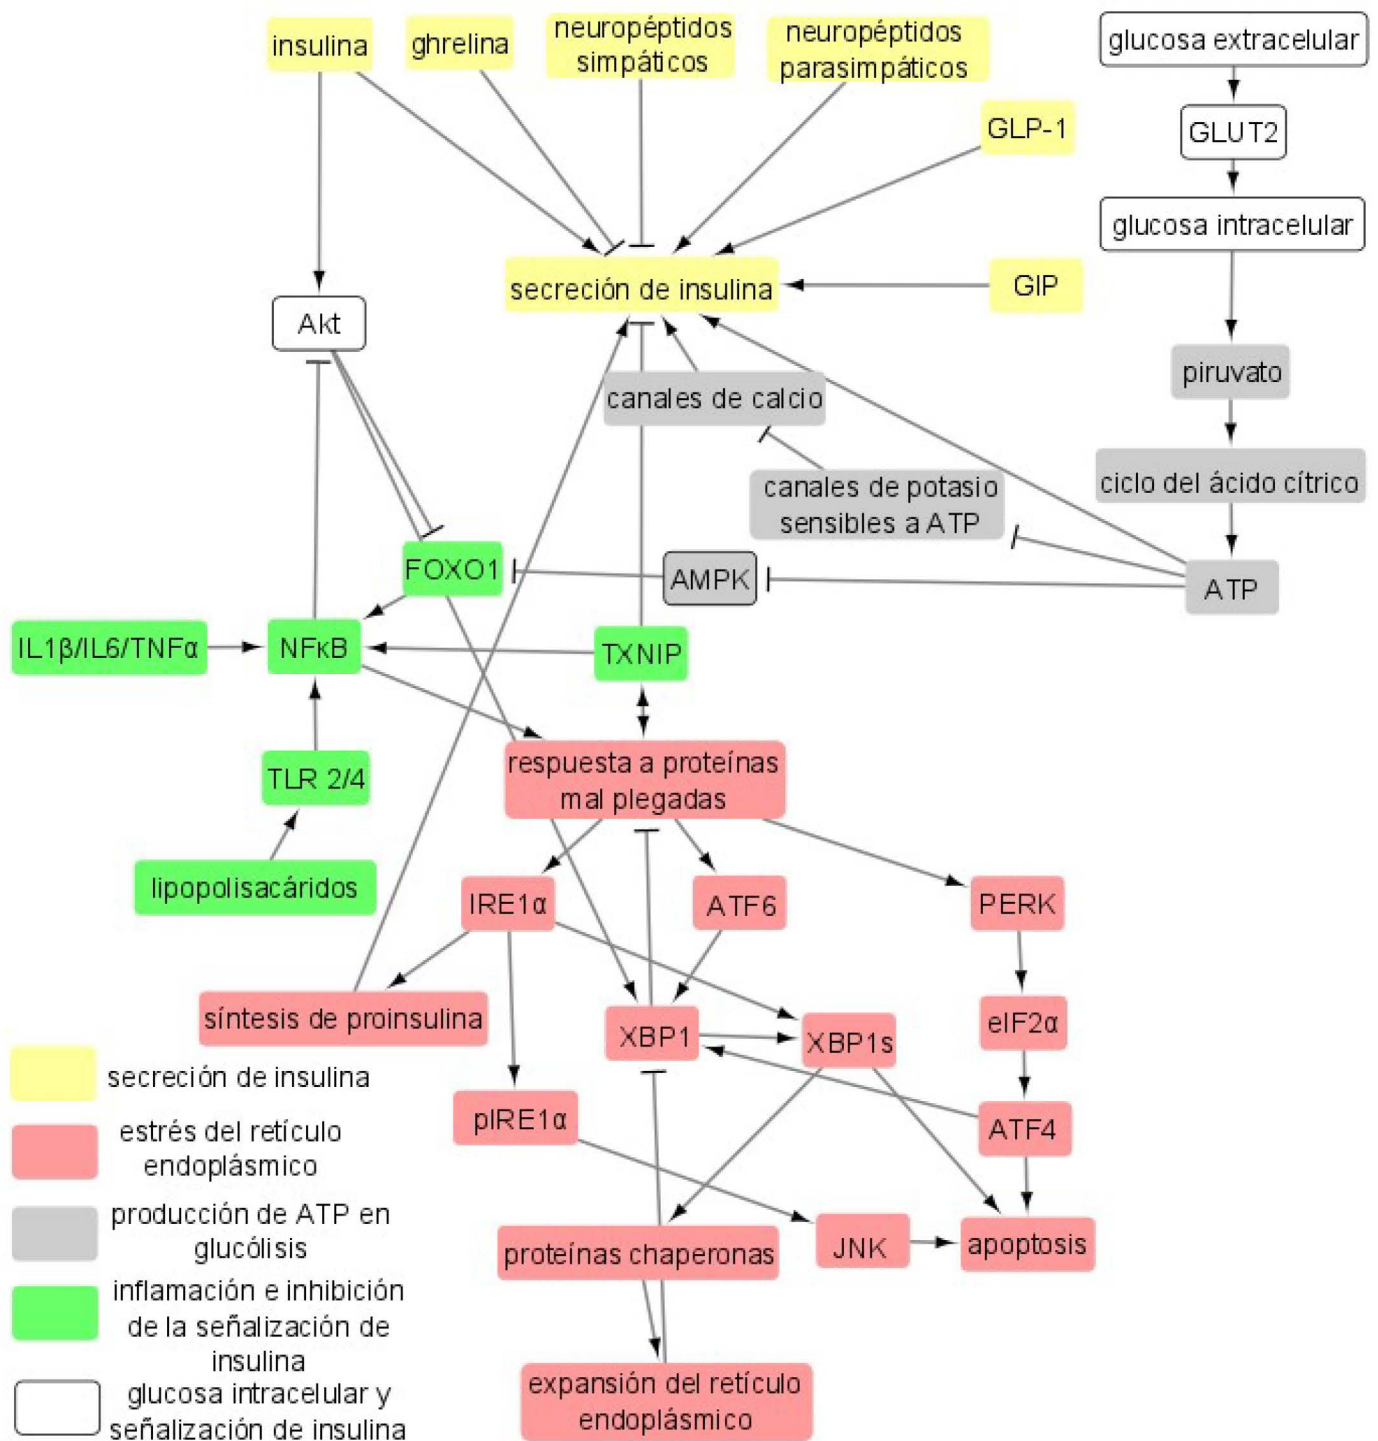 insulina
ghrelina
neuropéptidos
simpáticos
neuropéptidos
parasimpáticos
glucosa extracelular
GLP-1
GLUT2
glucosa intracelular
secreción de insulina
GIP
Akt
piruvato
canales de calcio
ciclo del ácido cítrico
canales de potasio
sensibles a ATP
FOXO1
AMPK
ATP
IL1β/IL6/TNFα
NFκB
TXNIP
TLR 2/4
respuesta a proteínas
mal plegadas
lipopolisacáridos
IRE1α
ATF6
PERK
síntesis de proinsulina
XBP1
XBP1s
eIF2α
pIRE1α
ATF4
proteínas chaperonas
JNK
apoptosis
expansión del retículo
endoplásmico
secreción de insulina
estrés del retículo
endoplásmico
producción de ATP en
glucólisis
inflamación e inhibición
de la señalización de
insulina
glucosa intracelular y
señalización de insulina